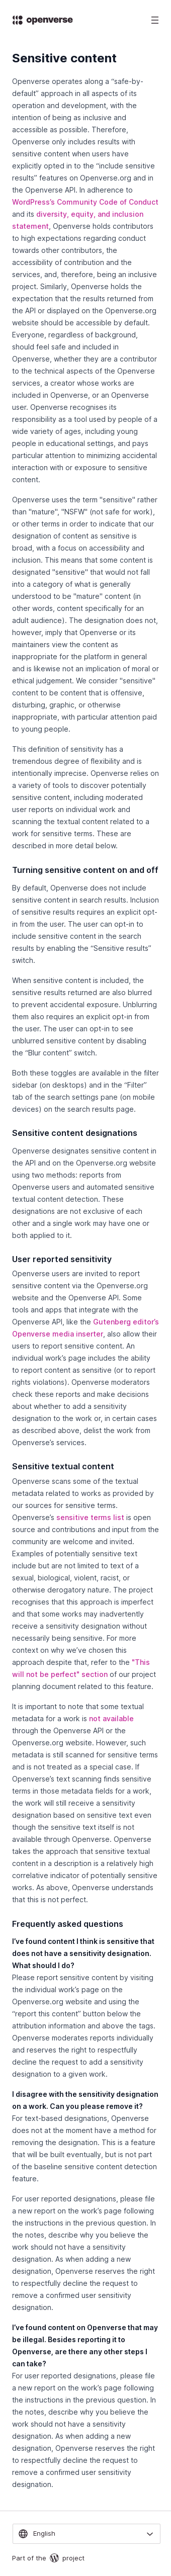 openverse
Sensitive content
Openverse operates along a “safe-by-
default” approach in all aspects of its
operation and development, with the
intention of being as inclusive and
accessible as possible. Therefore,
Openverse only includes results with
sensitive content when users have
explicitly opted in to the “include sensitive
results” features on Openverse.org and in
the Openverse API. In adherence to
WordPress’s Community Code of Conduct
and its diversity, equity, and inclusion
statement, Openverse holds contributors
to high expectations regarding conduct
towards other contributors, the
accessibility of contribution and the
services, and, therefore, being an inclusive
project. Similarly, Openverse holds the
expectation that the results returned from
the API or displayed on the Openverse.org
website should be accessible by default.
Everyone, regardless of background,
should feel safe and included in
Openverse, whether they are a contributor
to the technical aspects of the Openverse
services, a creator whose works are
included in Openverse, or an Openverse
user. Openverse recognises its
responsibility as a tool used by people of a
wide variety of ages, including young
people in educational settings, and pays
particular attention to minimizing accidental
interaction with or exposure to sensitive
content.
Openverse uses the term "sensitive" rather
than "mature", "NSFW" (not safe for work),
or other terms in order to indicate that our
designation of content as sensitive is
broad, with a focus on accessibility and
inclusion. This means that some content is
designated "sensitive" that would not fall
into a category of what is generally
understood to be "mature" content (in
other words, content specifically for an
adult audience). The designation does not,
however, imply that Openverse or its
maintainers view the content as
inappropriate for the platform in general
and is likewise not an implication of moral or
ethical judgement. We consider "sensitive"
content to be content that is offensive,
disturbing, graphic, or otherwise
inappropriate, with particular attention paid
to young people.
This definition of sensitivity has a
tremendous degree of flexibility and is
intentionally imprecise. Openverse relies on
a variety of tools to discover potentially
sensitive content, including moderated
user reports on individual work and
scanning the textual content related to a
work for sensitive terms. These are
described in more detail below.
Turning sensitive content on and off
By default, Openverse does not include
sensitive content in search results. Inclusion
of sensitive results requires an explicit opt-
in from the user. The user can opt-in to
include sensitive content in the search
results by enabling the “Sensitive results”
switch.
When sensitive content is included, the
sensitive results returned are also blurred
to prevent accidental exposure. Unblurring
them also requires an explicit opt-in from
the user. The user can opt-in to see
unblurred sensitive content by disabling
the “Blur content” switch.
Both these toggles are available in the filter
sidebar (on desktops) and in the “Filter”
tab of the search settings pane (on mobile
devices) on the search results page.
Sensitive content designations
Openverse designates sensitive content in
the API and on the Openverse.org website
using two methods: reports from
Openverse users and automated sensitive
textual content detection. These
designations are not exclusive of each
other and a single work may have one or
both applied to it.
User reported sensitivity
Openverse users are invited to report
sensitive content via the Openverse.org
website and the Openverse API. Some
tools and apps that integrate with the
Openverse API, like the Gutenberg editor’s
Openverse media inserter, also allow their
users to report sensitive content. An
individual work’s page includes the ability
to report content as sensitive (or to report
rights violations). Openverse moderators
check these reports and make decisions
about whether to add a sensitivity
designation to the work or, in certain cases
as described above, delist the work from
Openverse’s services.
Sensitive textual content
Openverse scans some of the textual
metadata related to works as provided by
our sources for sensitive terms.
Openverse’s sensitive terms list is open
source and contributions and input from the
community are welcome and invited.
Examples of potentially sensitive text
include but are not limited to text of a
sexual, biological, violent, racist, or
otherwise derogatory nature. The project
recognises that this approach is imperfect
and that some works may inadvertently
receive a sensitivity designation without
necessarily being sensitive. For more
context on why we’ve chosen this
approach despite that, refer to the "This
will not be perfect" section of our project
planning document related to this feature.
It is important to note that some textual
metadata for a work is not available
through the Openverse API or the
Openverse.org website. However, such
metadata is still scanned for sensitive terms
and is not treated as a special case. If
Openverse’s text scanning finds sensitive
terms in those metadata fields for a work,
the work will still receive a sensitivity
designation based on sensitive text even
though the sensitive text itself is not
available through Openverse. Openverse
takes the approach that sensitive textual
content in a description is a relatively high
correlative indicator of potentially sensitive
works. As above, Openverse understands
that this is not perfect.
Frequently asked questions
I’ve found content I think is sensitive that
does not have a sensitivity designation.
What should I do?
Please report sensitive content by visiting
the individual work’s page on the
Openverse.org website and using the
“report this content” button below the
attribution information and above the tags.
Openverse moderates reports individually
and reserves the right to respectfully
decline the request to add a sensitivity
designation to a given work.
I disagree with the sensitivity designation
on a work. Can you please remove it?
For text-based designations, Openverse
does not at the moment have a method for
removing the designation. This is a feature
that will be built eventually, but is not part
of the baseline sensitive content detection
feature.
For user reported designations, please file
a new report on the work’s page following
the instructions in the previous question. In
the notes, describe why you believe the
work should not have a sensitivity
designation. As when adding a new
designation, Openverse reserves the right
to respectfully decline the request to
remove a confirmed user sensitivity
designation.
I’ve found content on Openverse that may
be illegal. Besides reporting it to
Openverse, are there any other steps I
can take?
For user reported designations, please file
a new report on the work’s page following
the instructions in the previous question. In
the notes, describe why you believe the
work should not have a sensitivity
designation. As when adding a new
designation, Openverse reserves the right
to respectfully decline the request to
remove a confirmed user sensitivity
designation.
English
Part of the project